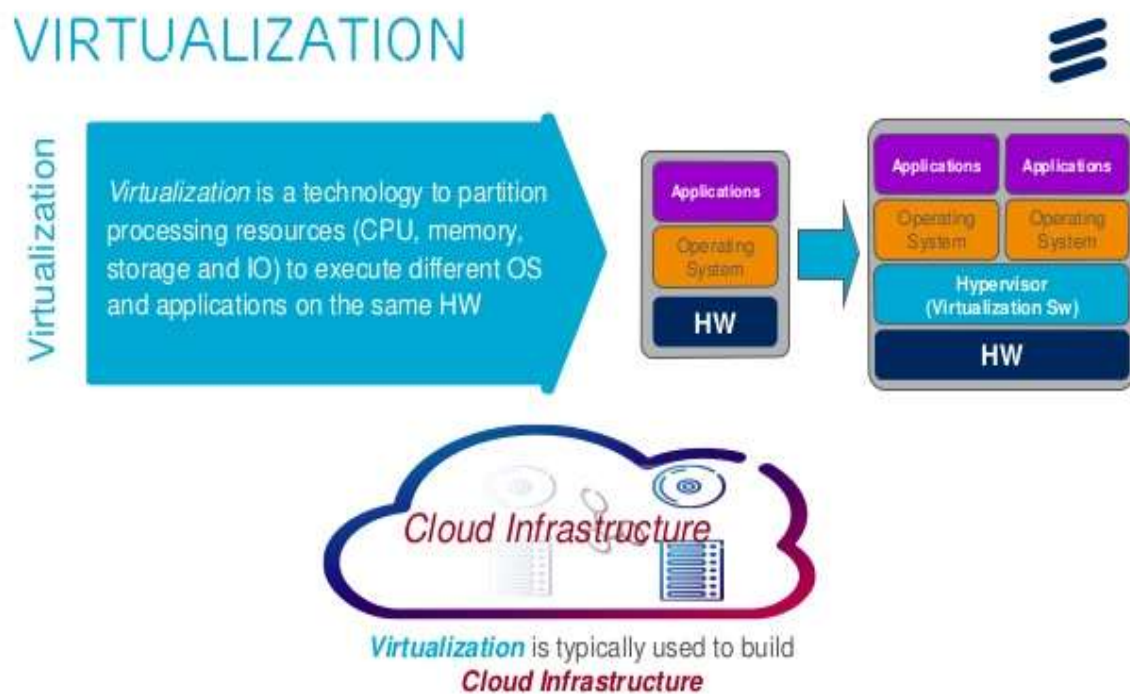 VIRTUALIZATION
Virtualization
Virtualization is a technology to partition
processing resources (CPU, memory,
storage and IO) to execute different OS
and applications on the same HW
Applications
Operating
System
HW
Applications
Applications
Operating
System
Operating
System
Hypervisor
(Virtualization Sw)
HW
Cloud Infrastructure
Virtualization is typically used to build
Cloud Infrastructure